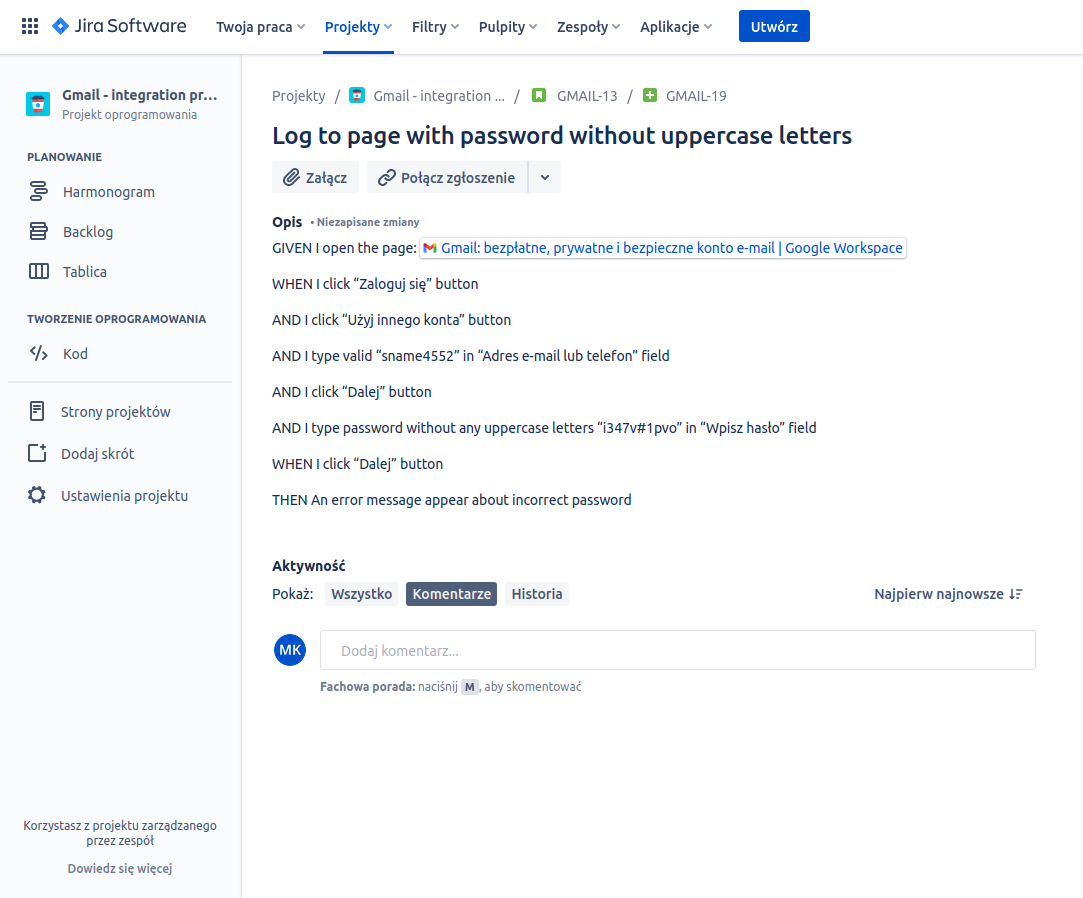 Jira Software Twoja praca Projekty Filtry Pulpity Zespoły Aplikacje Utwórz
Gmail - integration pr...
Projekt oprogramowania
PLANOWANIE
Harmonogram
Backlog
Tablica
TWORZENIE OPROGRAMOWANIA
Kod
Strony projektów
Dodaj skrót
Ustawienia projektu
Korzystasz z projektu zarządzanego
przez zespół
Dowiedz się więcej
Projekty / Gmail - integration ... / GMAIL-13 / GMAIL-19
Log to page with password without uppercase letters
Załącz Połącz zgłoszenie
Opis • Niezapisane zmiany
GIVEN I open the page: Gmail: bezpłatne, prywatne i bezpieczne konto e-mail | Google Workspace
WHEN I click “Zaloguj się” button
AND I click “Użyj innego konta” button
AND I type valid “sname4552” in “Adres e-mail lub telefon” field
AND I click “Dalej” button
AND I type password without any uppercase letters “i347v#1pvo” in “Wpisz hasło” field
WHEN I click “Dalej” button
THEN An error message appear about incorrect password
Aktywność
Pokaż: Wszystko Komentarze Historia Najpierw najnowsze
MK Dodaj komentarz...
Fachowa porada: naciśnij M, aby skomentować